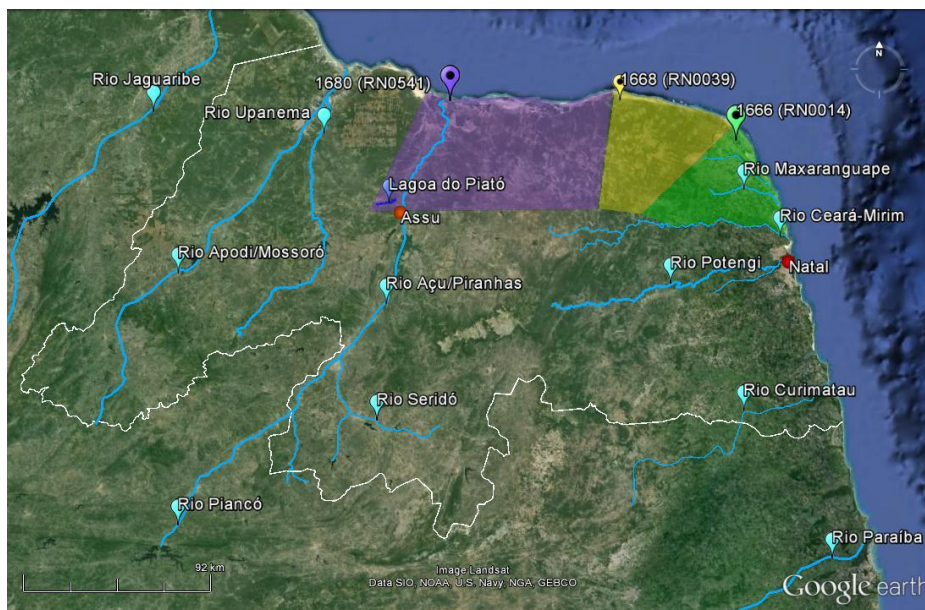 Rio Jaguaribe
1680 (RN0541)
1668 (RN0039)
Rio Upanema
1666 (RN0014)
Rio Maxaranguape
Lagoa do Piató
Assu
Rio Ceará-Mirim
Rio Apodi/Mossoró
Rio Potengi
Natal
Rio Açu/Piranhas
Rio Seridó
Rio Curimatau
Rio Piancó
Rio Paraíba
92 km
Image Landsat
Data SIO, NOAA, U.S. Navy, NGA, GEBCO
Google earth
N